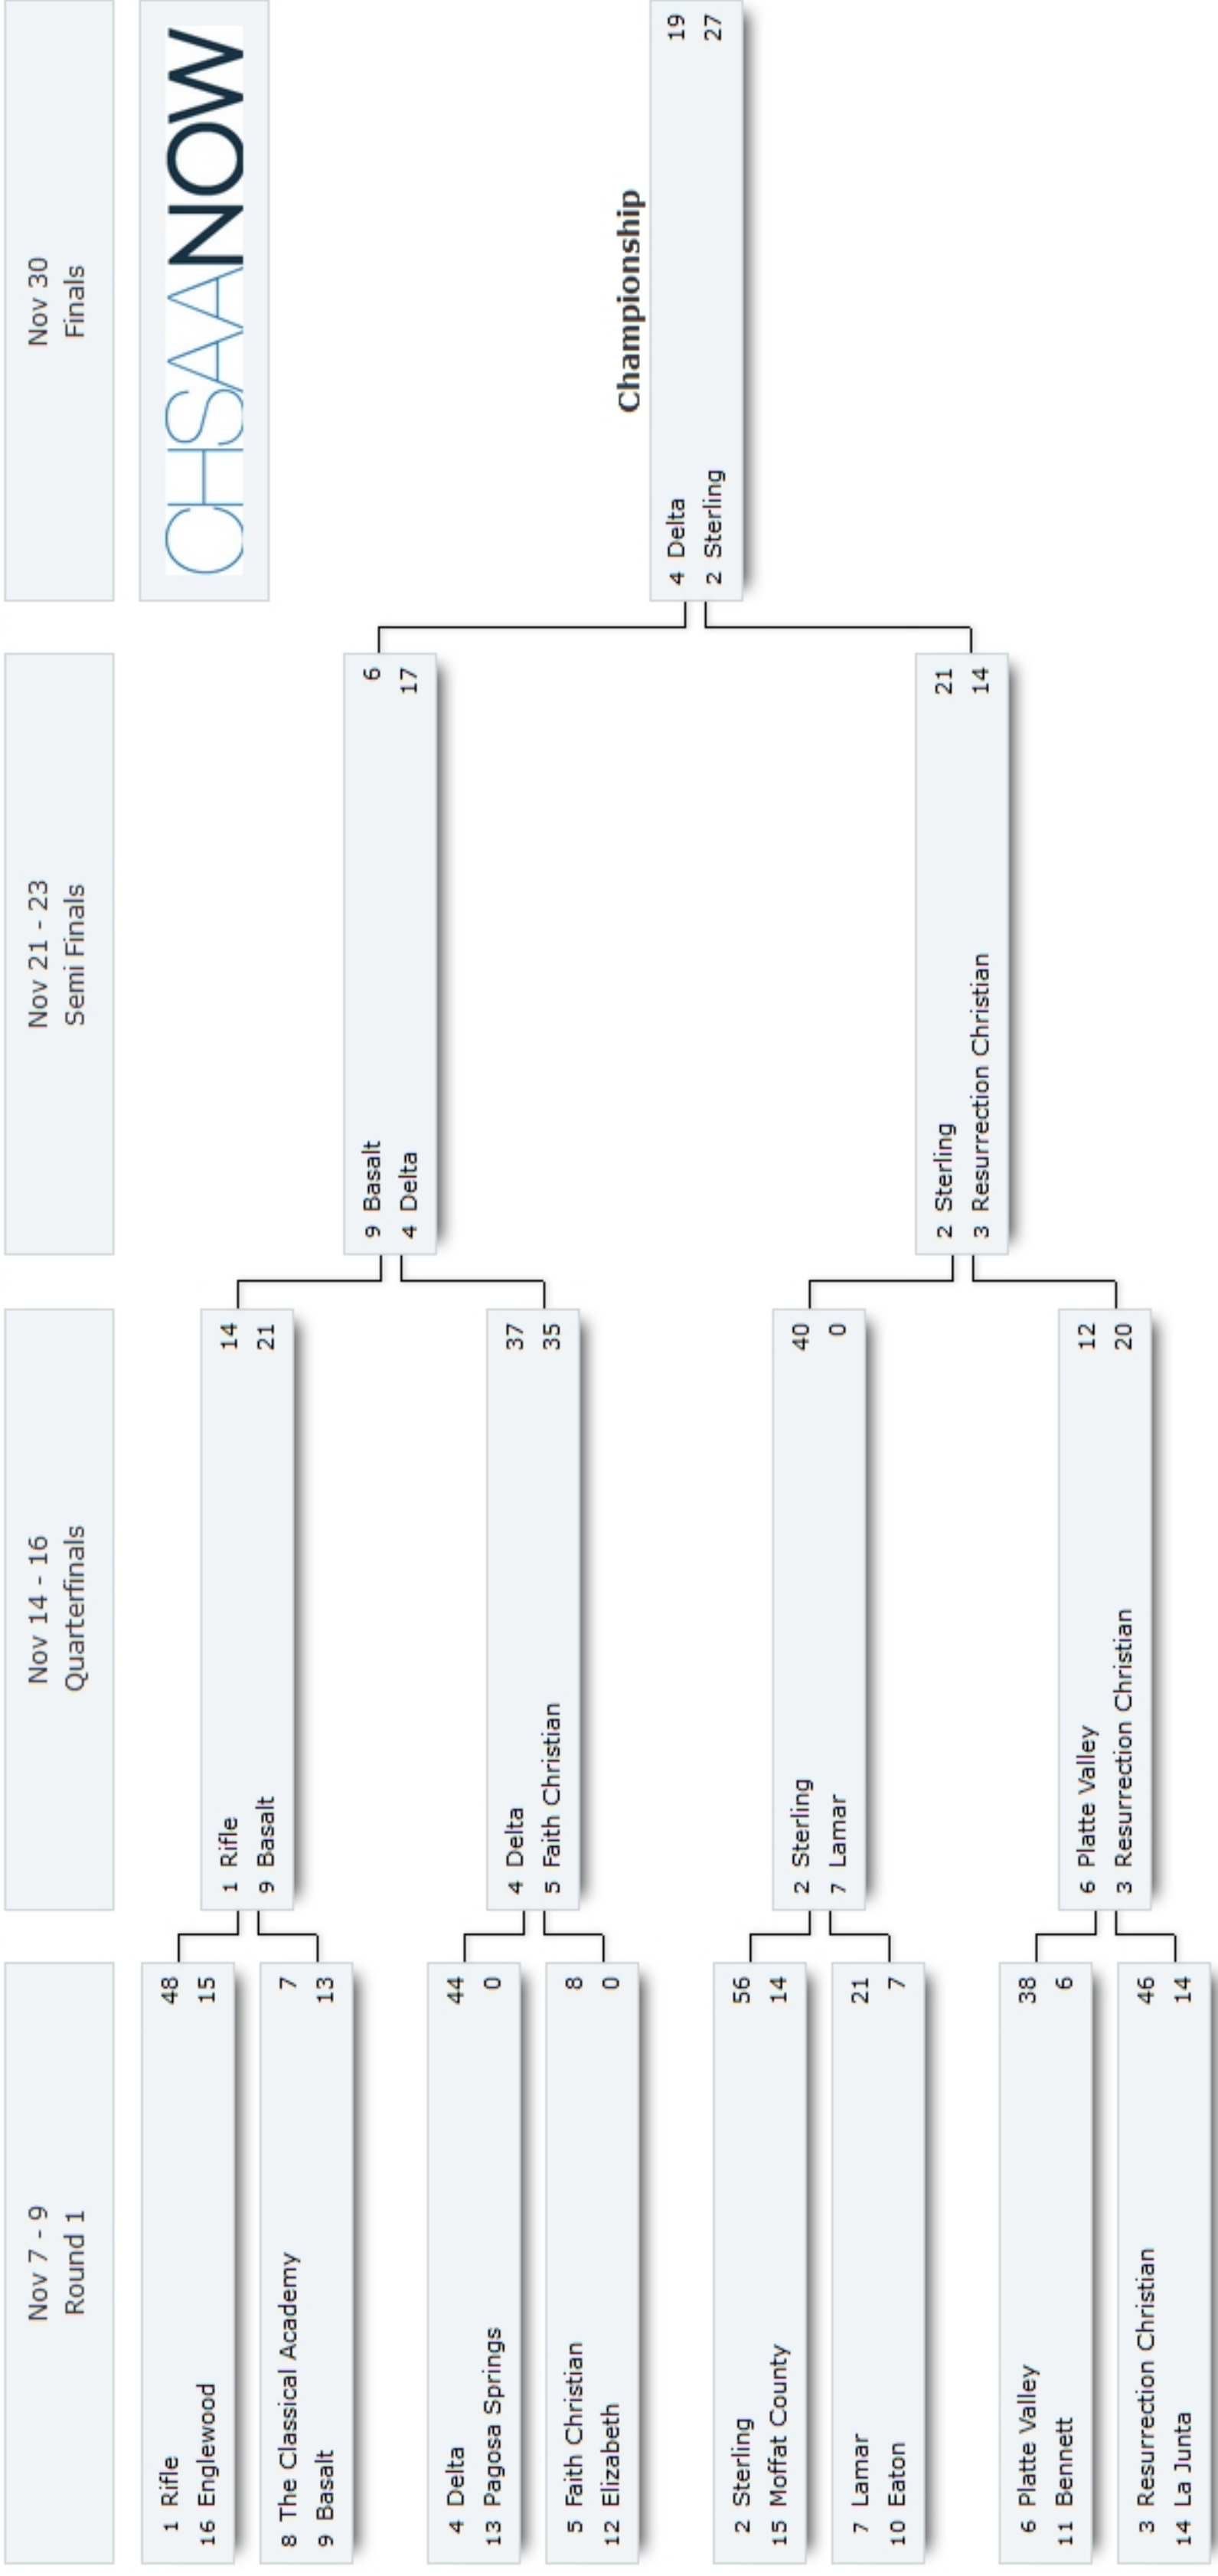 Nov 7 - 9
Round 1
Nov 14 - 16
Quarterfinals
Nov 21 - 23
Semi Finals
Nov 30
Finals
CHSAANOW
1 Rifle 48
16 Englewood 15
8 The Classical Academy 7
9 Basalt 13
4 Delta 44
13 Pagosa Springs 0
5 Faith Christian 8
12 Elizabeth 0
2 Sterling 56
15 Moffat County 14
7 Lamar 21
10 Eaton 7
6 Platte Valley 38
11 Bennett 6
3 Resurrection Christian 46
14 La Junta 14
1 Rifle 14
9 Basalt 21
4 Delta 37
5 Faith Christian 35
2 Sterling 40
7 Lamar 0
6 Platte Valley 12
3 Resurrection Christian 20
9 Basalt 6
4 Delta 17
2 Sterling 21
3 Resurrection Christian 14
Championship
4 Delta 19
2 Sterling 27